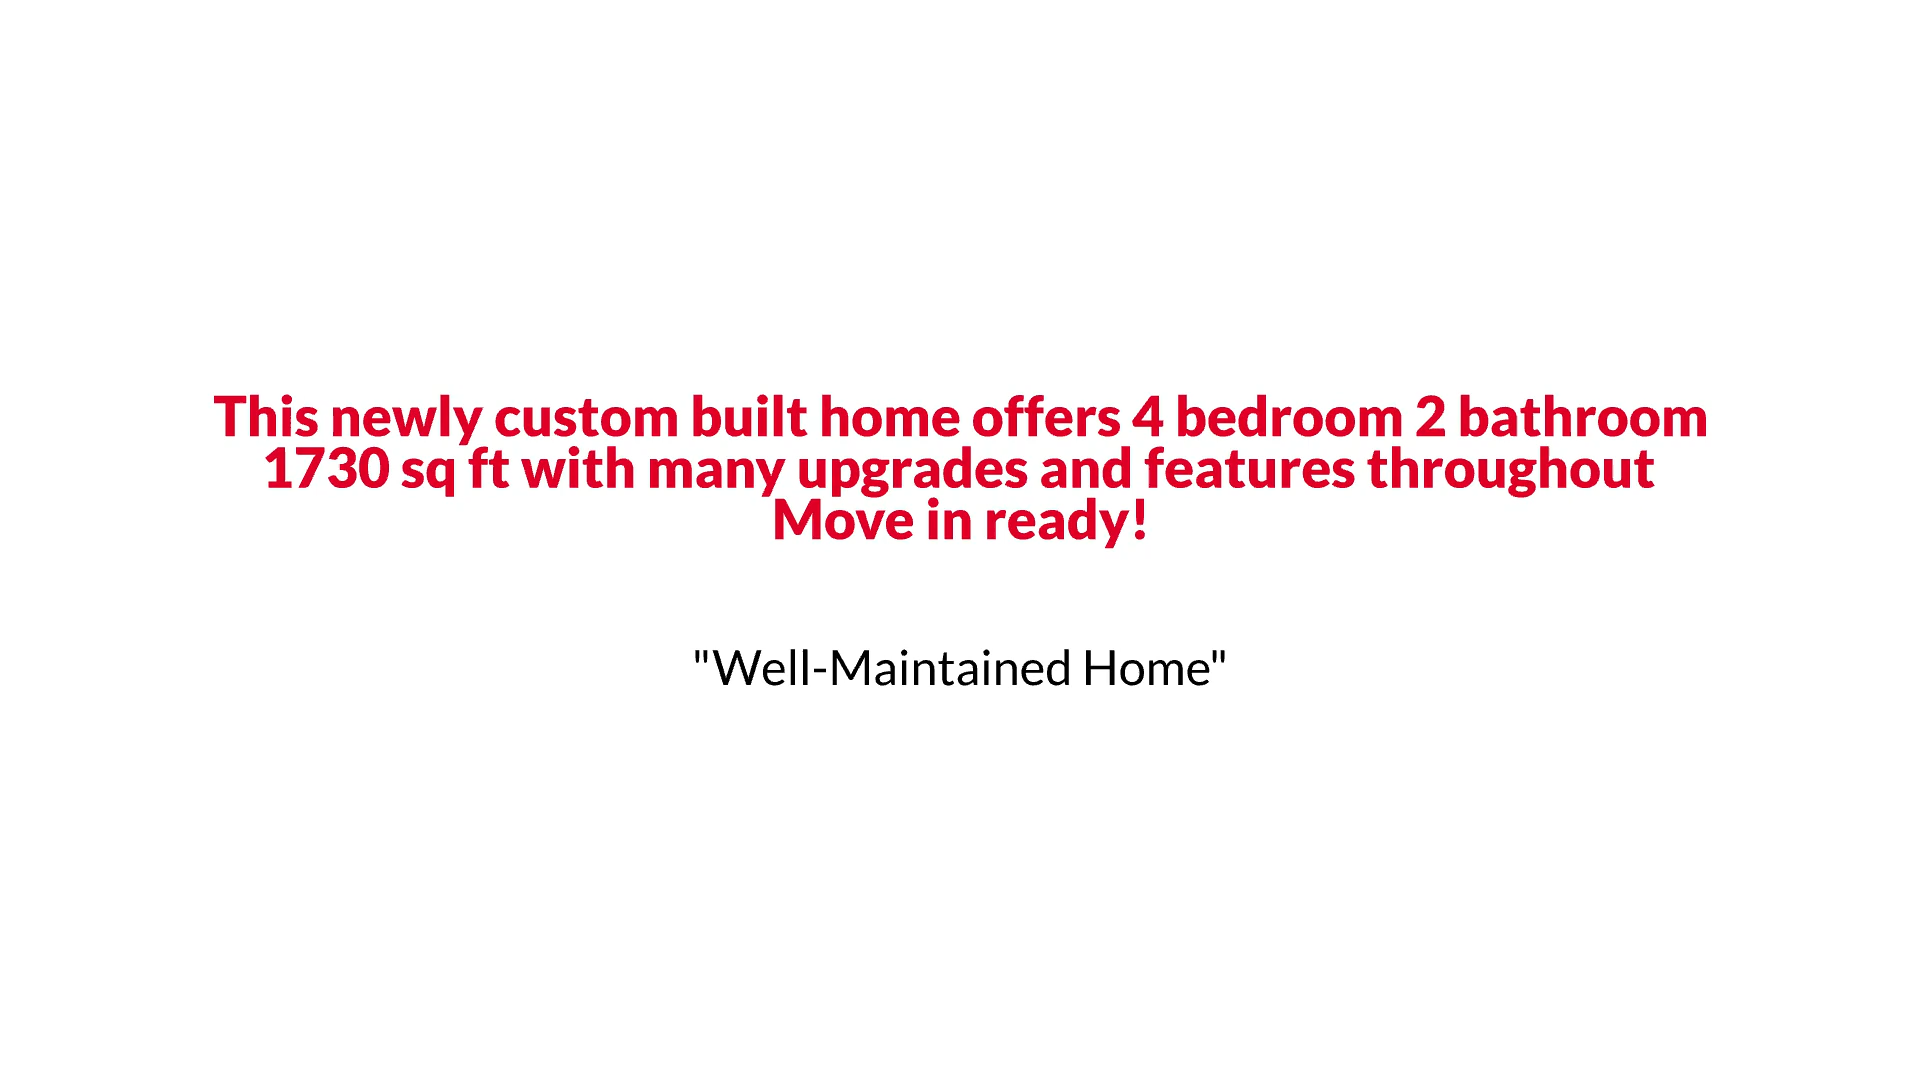 This newly custom built home offers 4 bedroom 2 bathroom
1730 sq ft with many upgrades and features throughout
Move in ready!
"Well-Maintained Home"